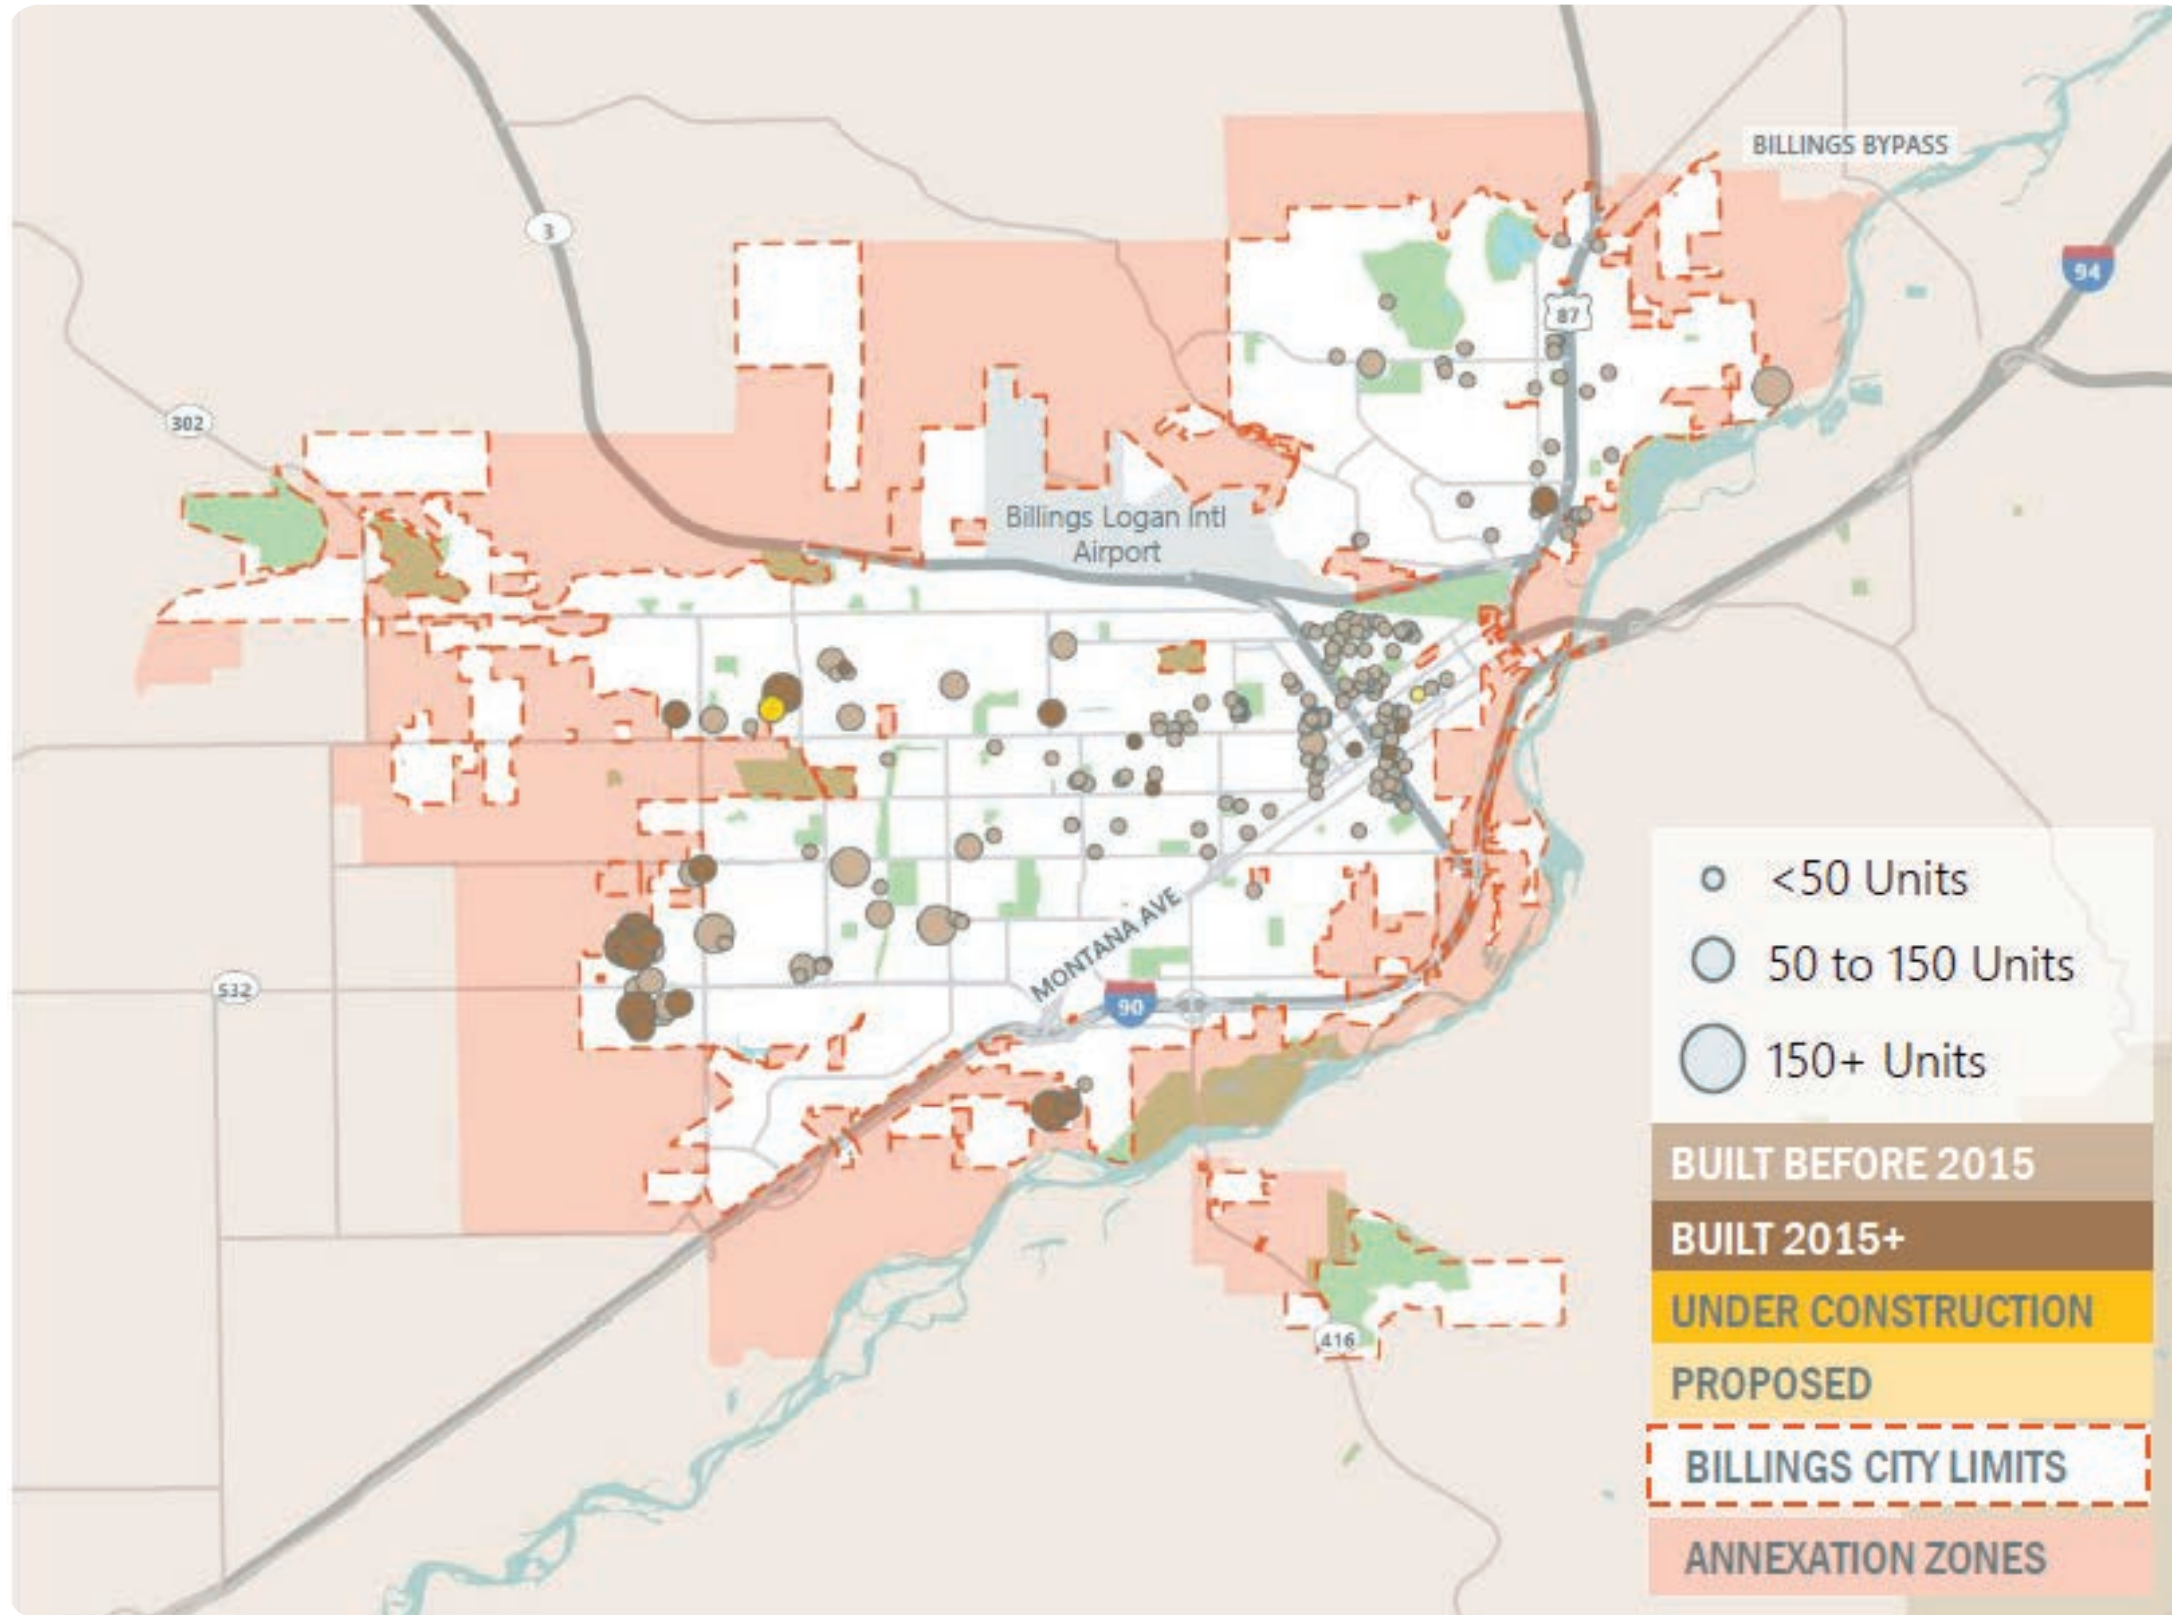 BILLINGS BYPASS
3
94
87
302
Billings Logan Intl
Airport
MONTANA AVE
532
90
416
<50 Units
50 to 150 Units
150+ Units
BUILT BEFORE 2015
BUILT 2015+
UNDER CONSTRUCTION
PROPOSED
BILLINGS CITY LIMITS
ANNEXATION ZONES